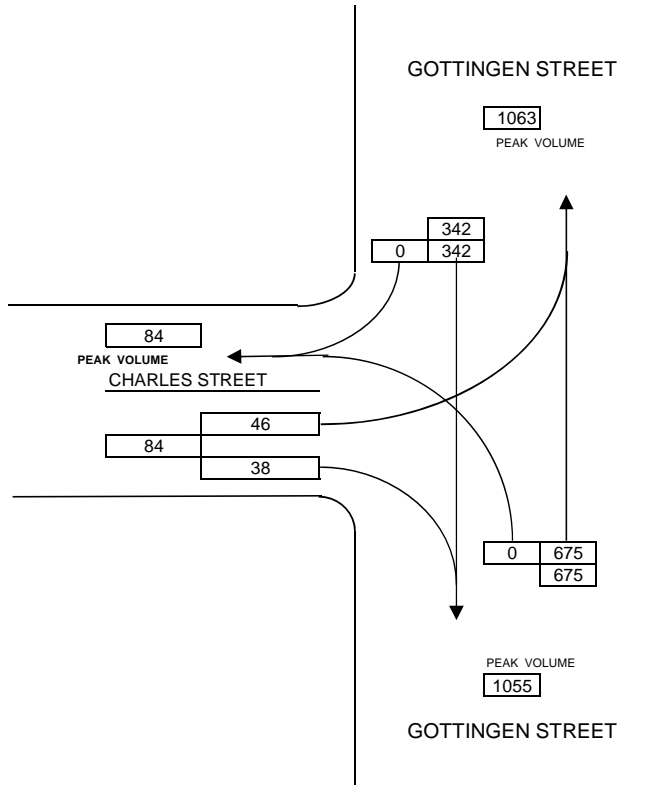 GOTTINGEN STREET
1063
PEAK VOLUME
342
0 342
84
PEAK VOLUME
CHARLES STREET
46
84
38
0 675
675
PEAK VOLUME
1055
GOTTINGEN STREET